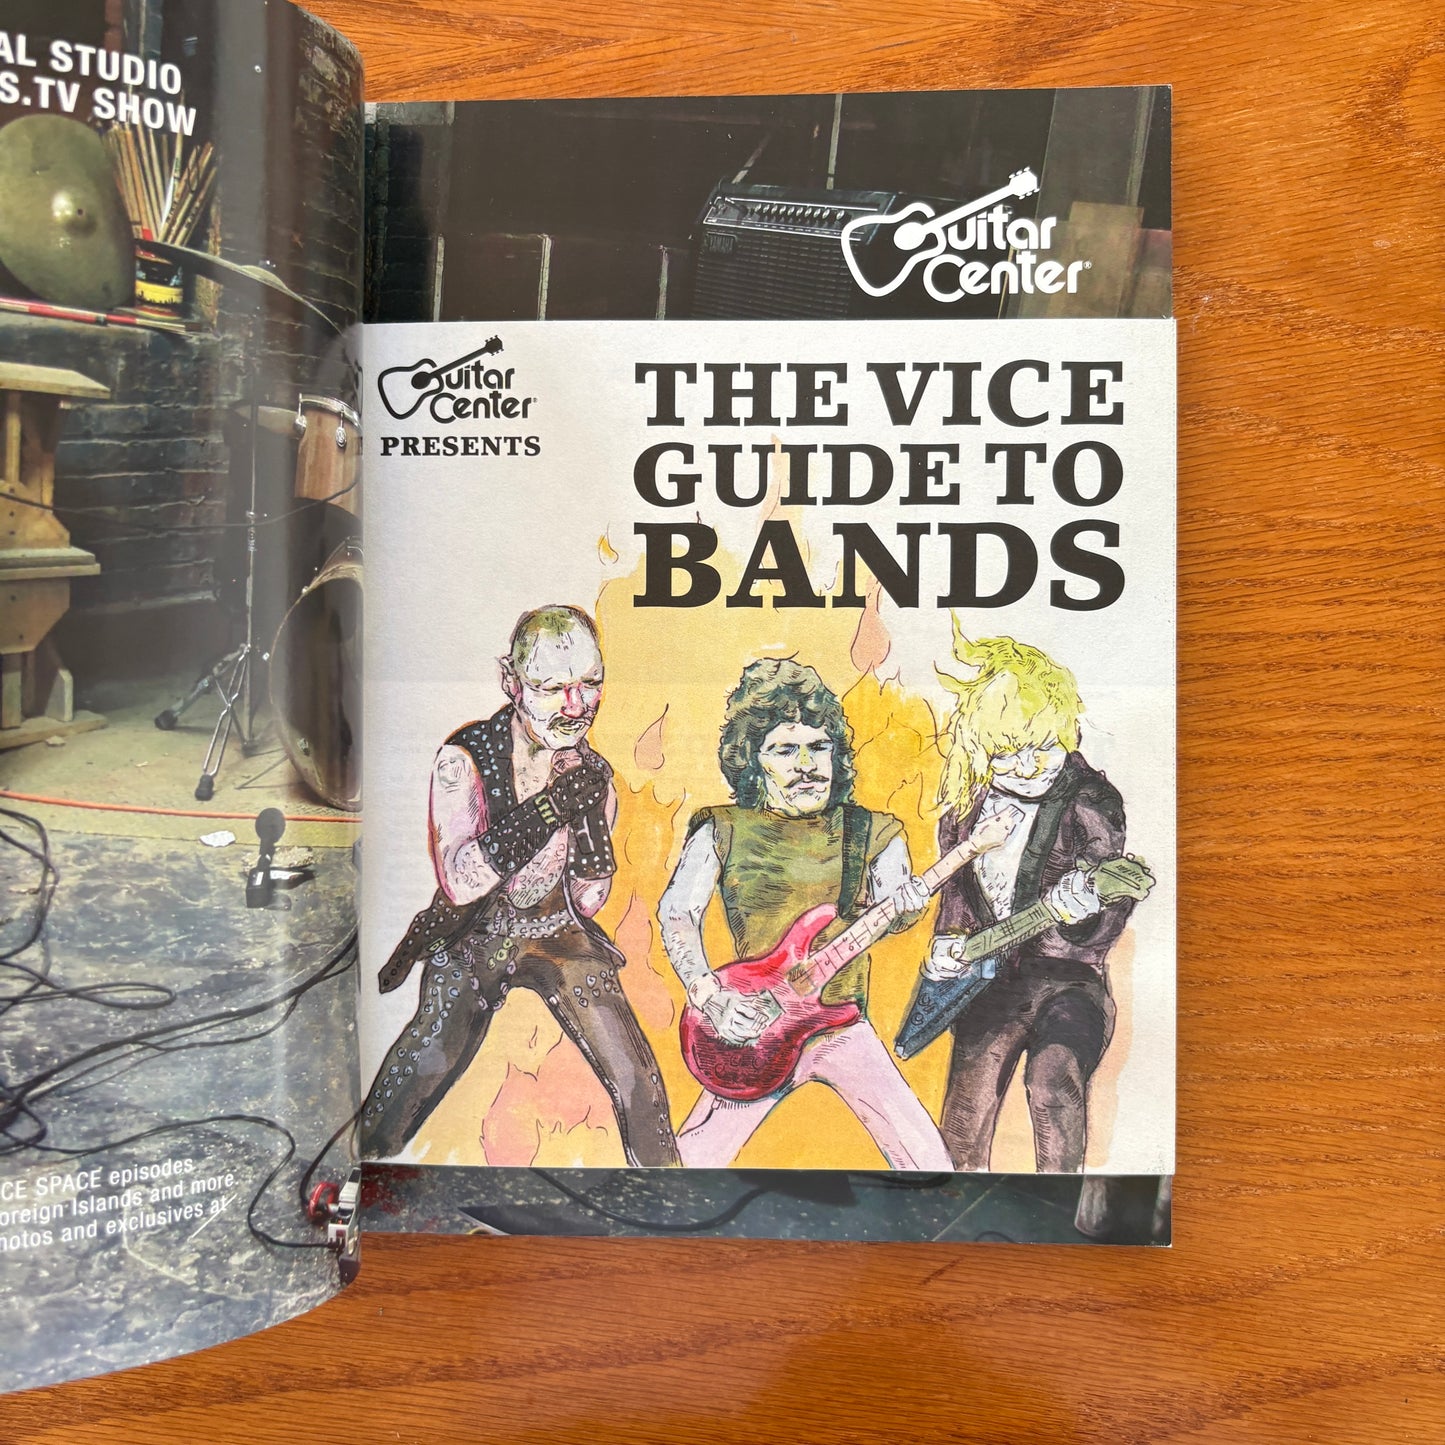 AL STUDIO
S.TV SHOW
Guitar
Center®
YAMAHA
Guitar
Center®
PRESENTS
THE VICE
GUIDE TO
BANDS
CE SPACE episodes
oreign Islands and more.
hotos and exclusives at